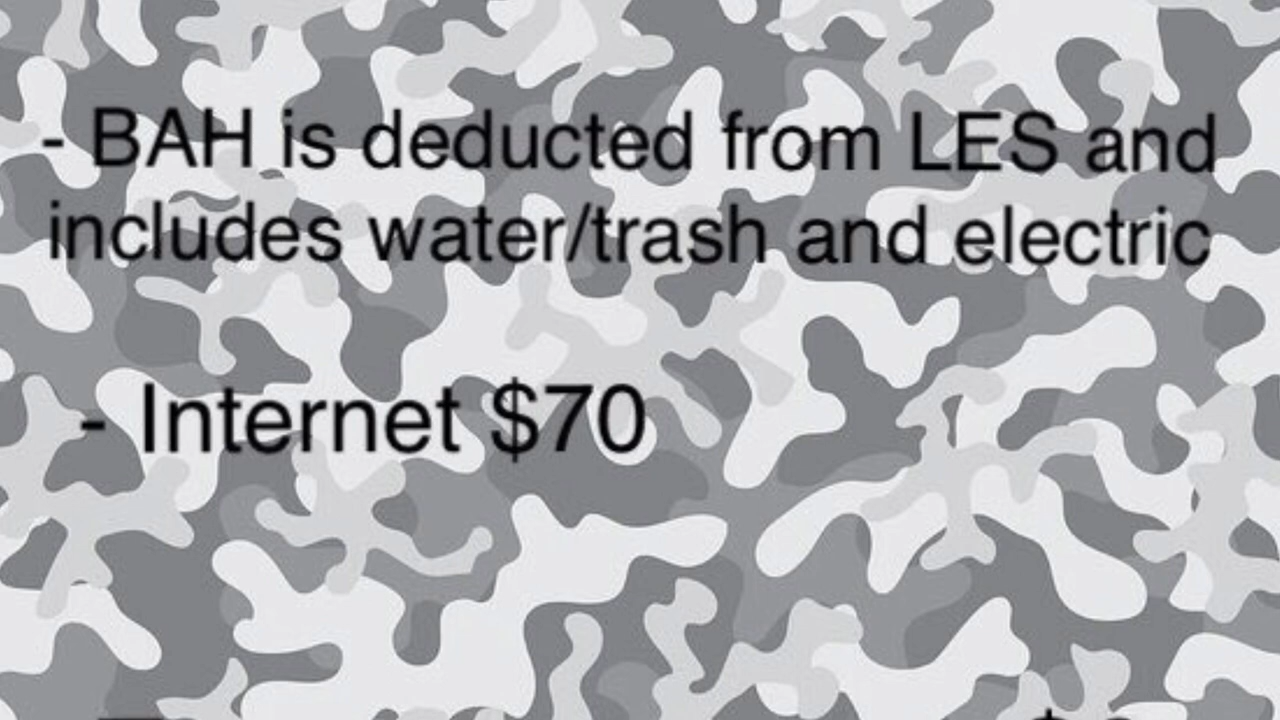 - BAH is deducted from LES and
includes water/trash and electric
- Internet $70